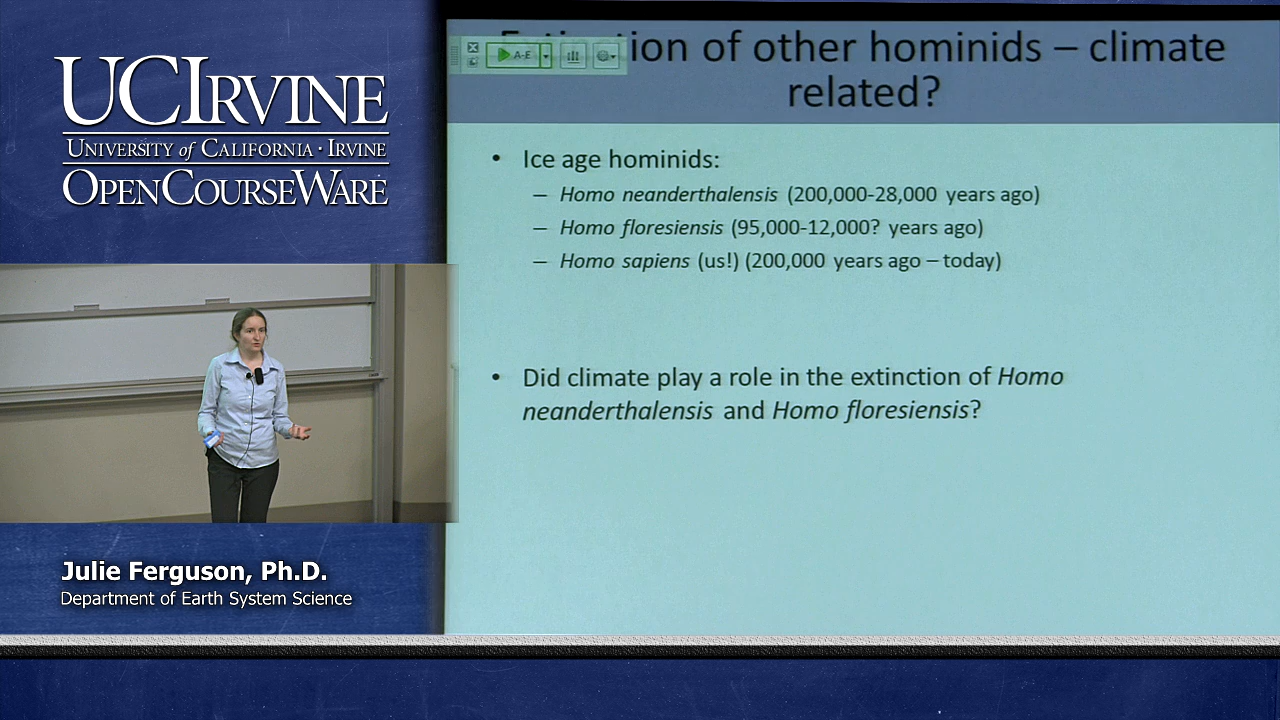 UCIRVINE
UNIVERSITY of CALIFORNIA · IRVINE
OPENCOURSEWARE
Julie Ferguson, Ph.D.
Department of Earth System Science
of other hominids – climate
related?
A-E
• Ice age hominids:
– Homo neanderthalensis (200,000-28,000 years ago)
– Homo floresiensis (95,000-12,000? years ago)
– Homo sapiens (us!) (200,000 years ago – today)
• Did climate play a role in the extinction of Homo
neanderthalensis and Homo floresiensis?